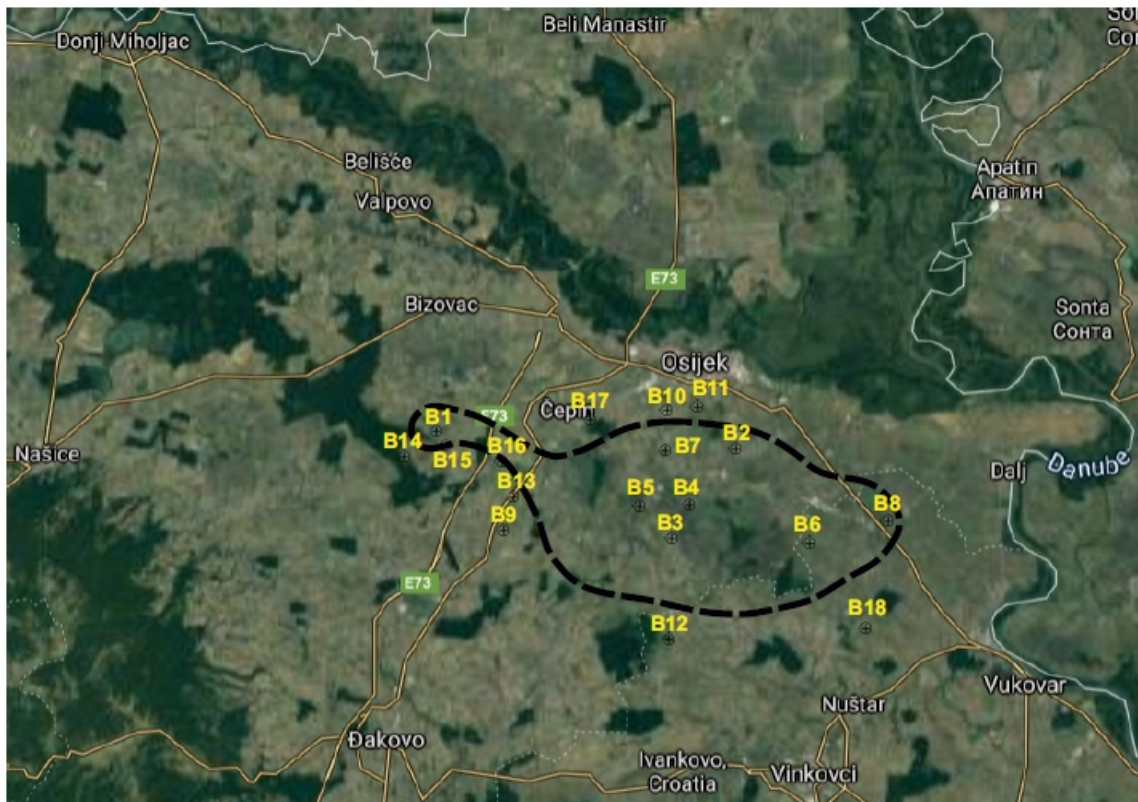 Beli Manastir
So
Со
Donji Miholjac
Belišće
Valpovo
Apatin
Апатин
E73
Bizovac
Sonta
Сонта
Osijek
B11
B10
B17
Čepin
E73
B1
B14
B15
B16
B7
B2
Našice
Dalj
Danube
B13
B5
B4
B9
B3
B8
B6
E73
B12
B18
Vukovar
Nuštar
Đakovo
Ivankovo,
Croatia
Vinkovci